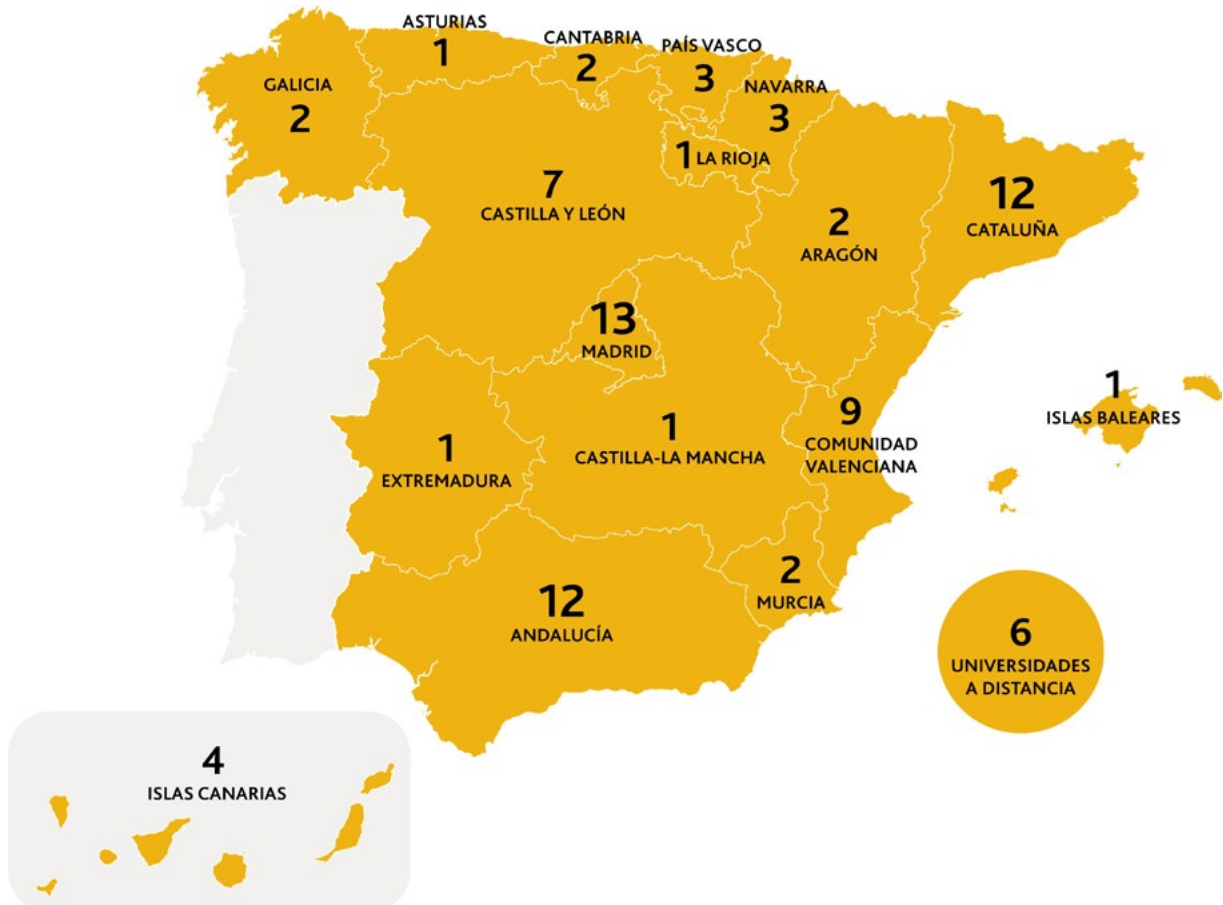 ASTURIAS
1
CANTABRIA
2
PAÍS VASCO
3
GALICIA
2
NAVARRA
3
1 LA RIOJA
7
CASTILLA Y LEÓN
12
CATALUÑA
2
ARAGÓN
13
MADRID
1
ISLAS BALEARES
9
COMUNIDAD
VALENCIANA
1
EXTREMADURA
1
CASTILLA-LA MANCHA
12
ANDALUCÍA
2
MURCIA
6
UNIVERSIDADES
A DISTANCIA
4
ISLAS CANARIAS